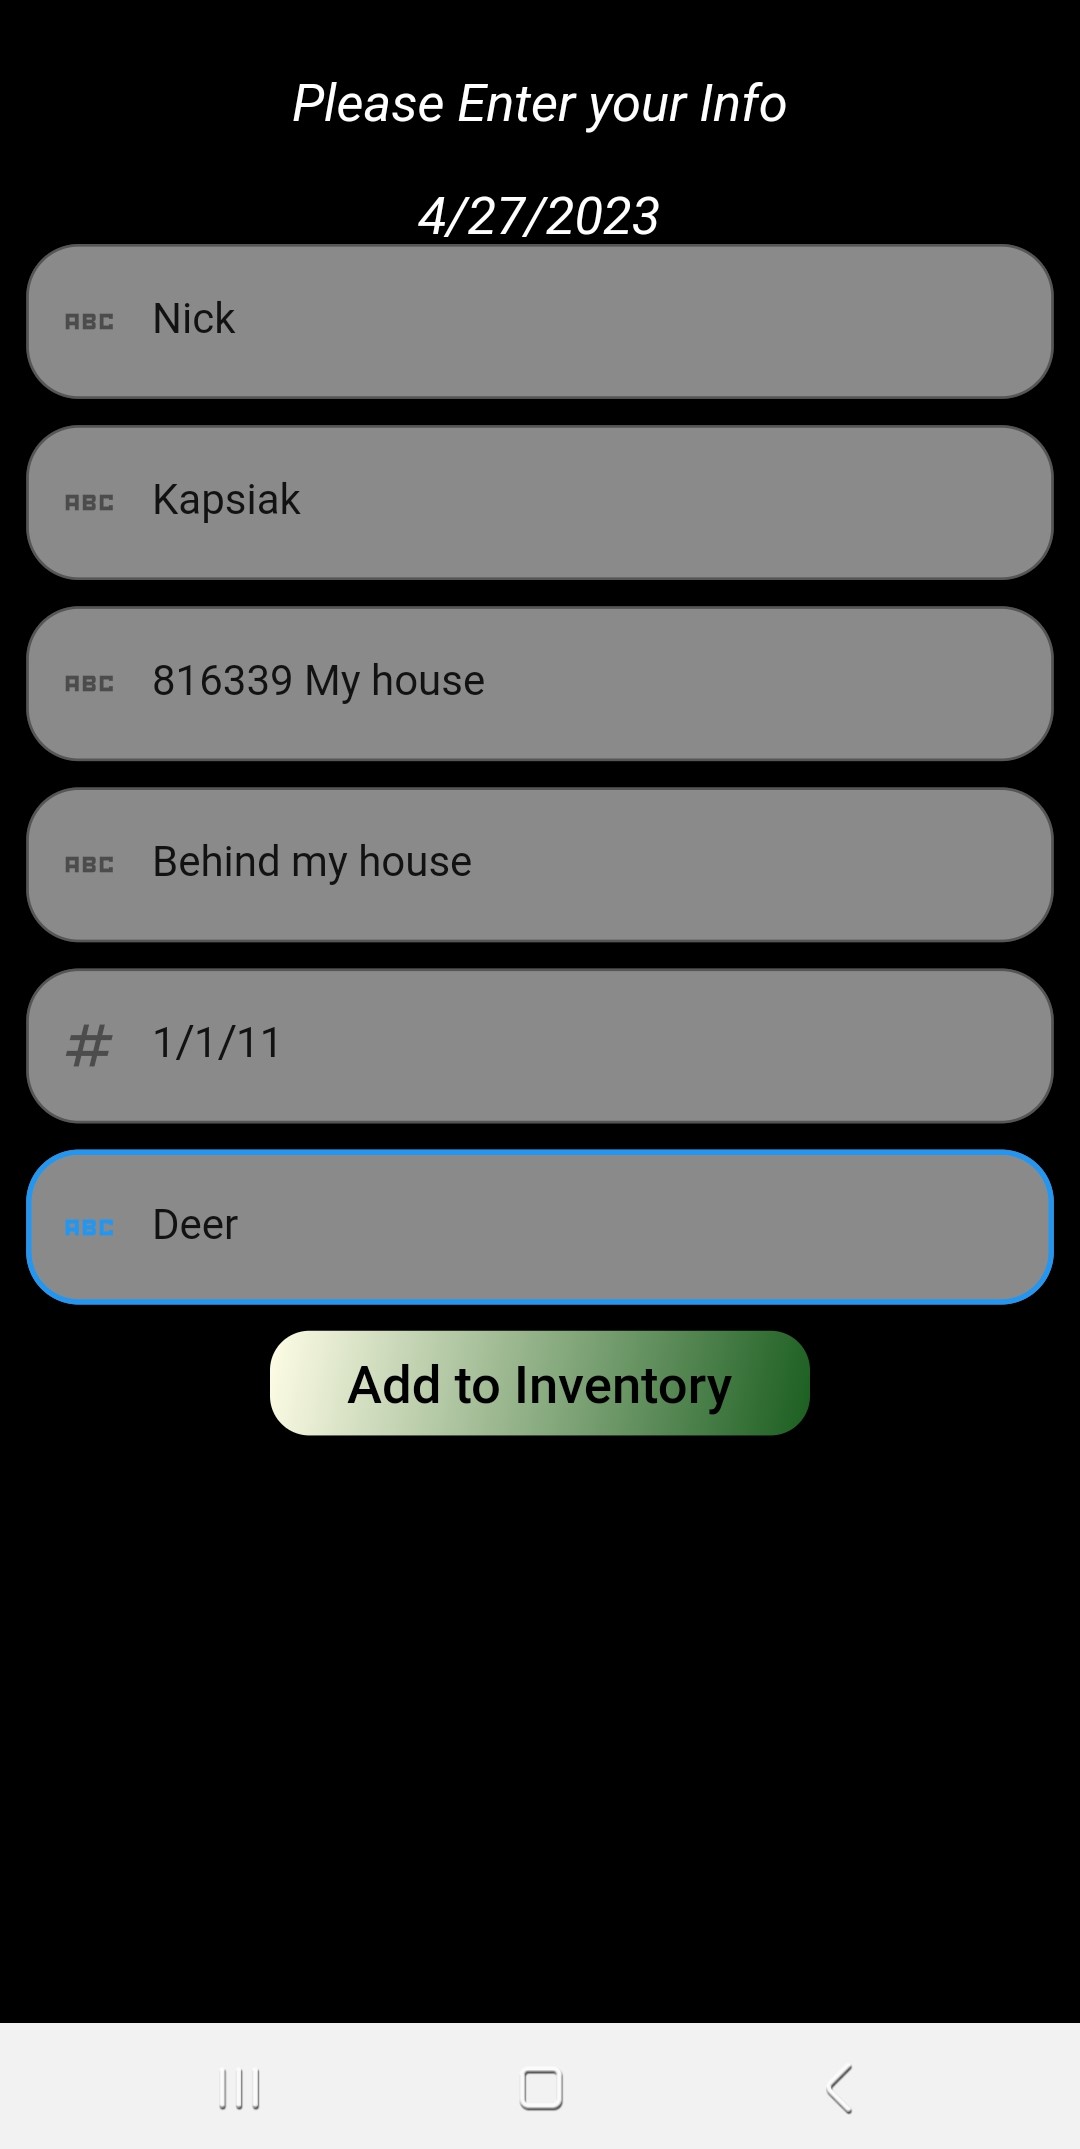 Please Enter your Info
4/27/2023
ABC Nick
ABC Kapsiak
ABC 816339 My house
ABC Behind my house
# 1/1/11
ABC Deer
Add to Inventory